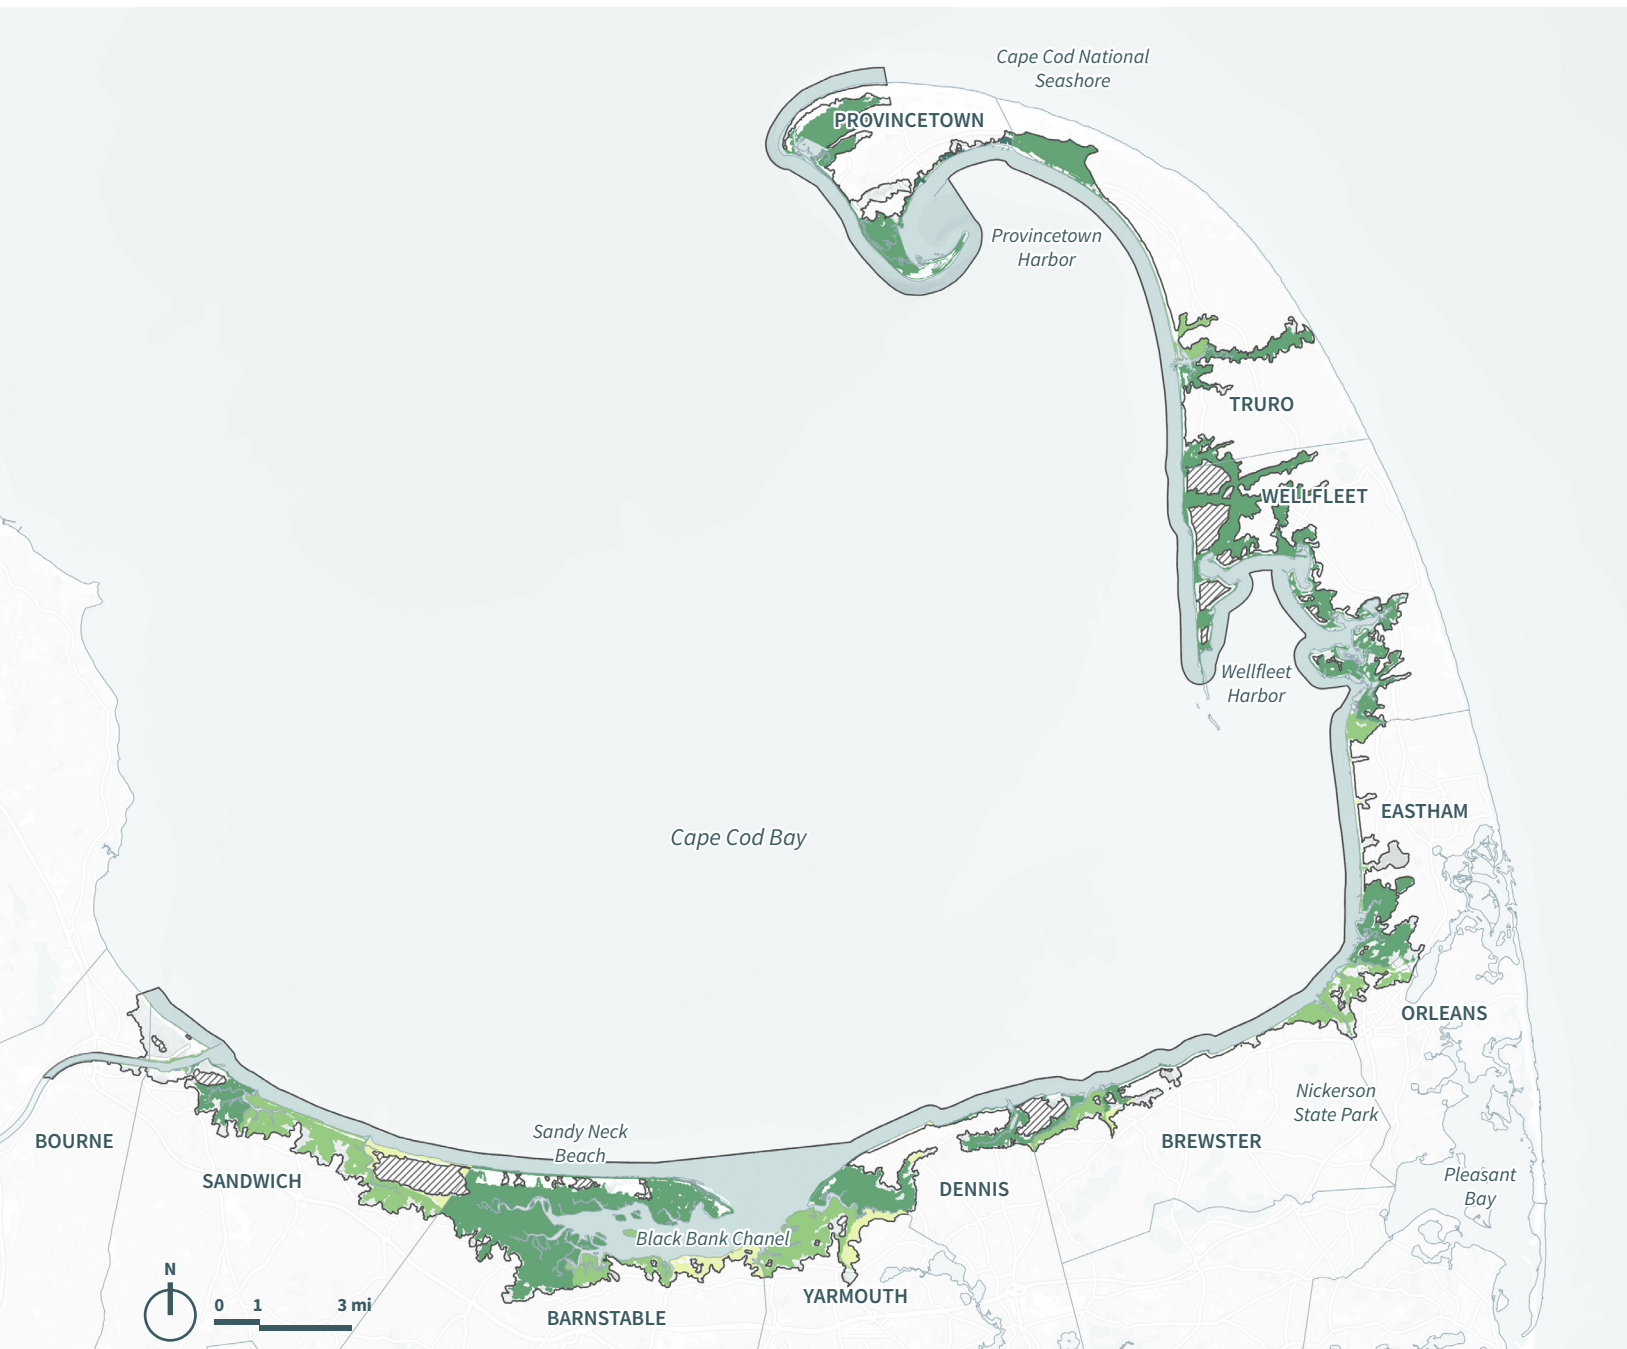 Cape Cod National
Seashore
PROVINCETOWN
Provincetown
Harbor
TRURO
WELLFLEET
Wellfleet
Harbor
Cape Cod Bay
EASTHAM
ORLEANS
Nickerson
State Park
BOURNE
Sandy Neck
Beach
BREWSTER
SANDWICH
DENNIS
Pleasant
Bay
Black Bank Chanel
N
YARMOUTH
0 1 3 mi
BARNSTABLE